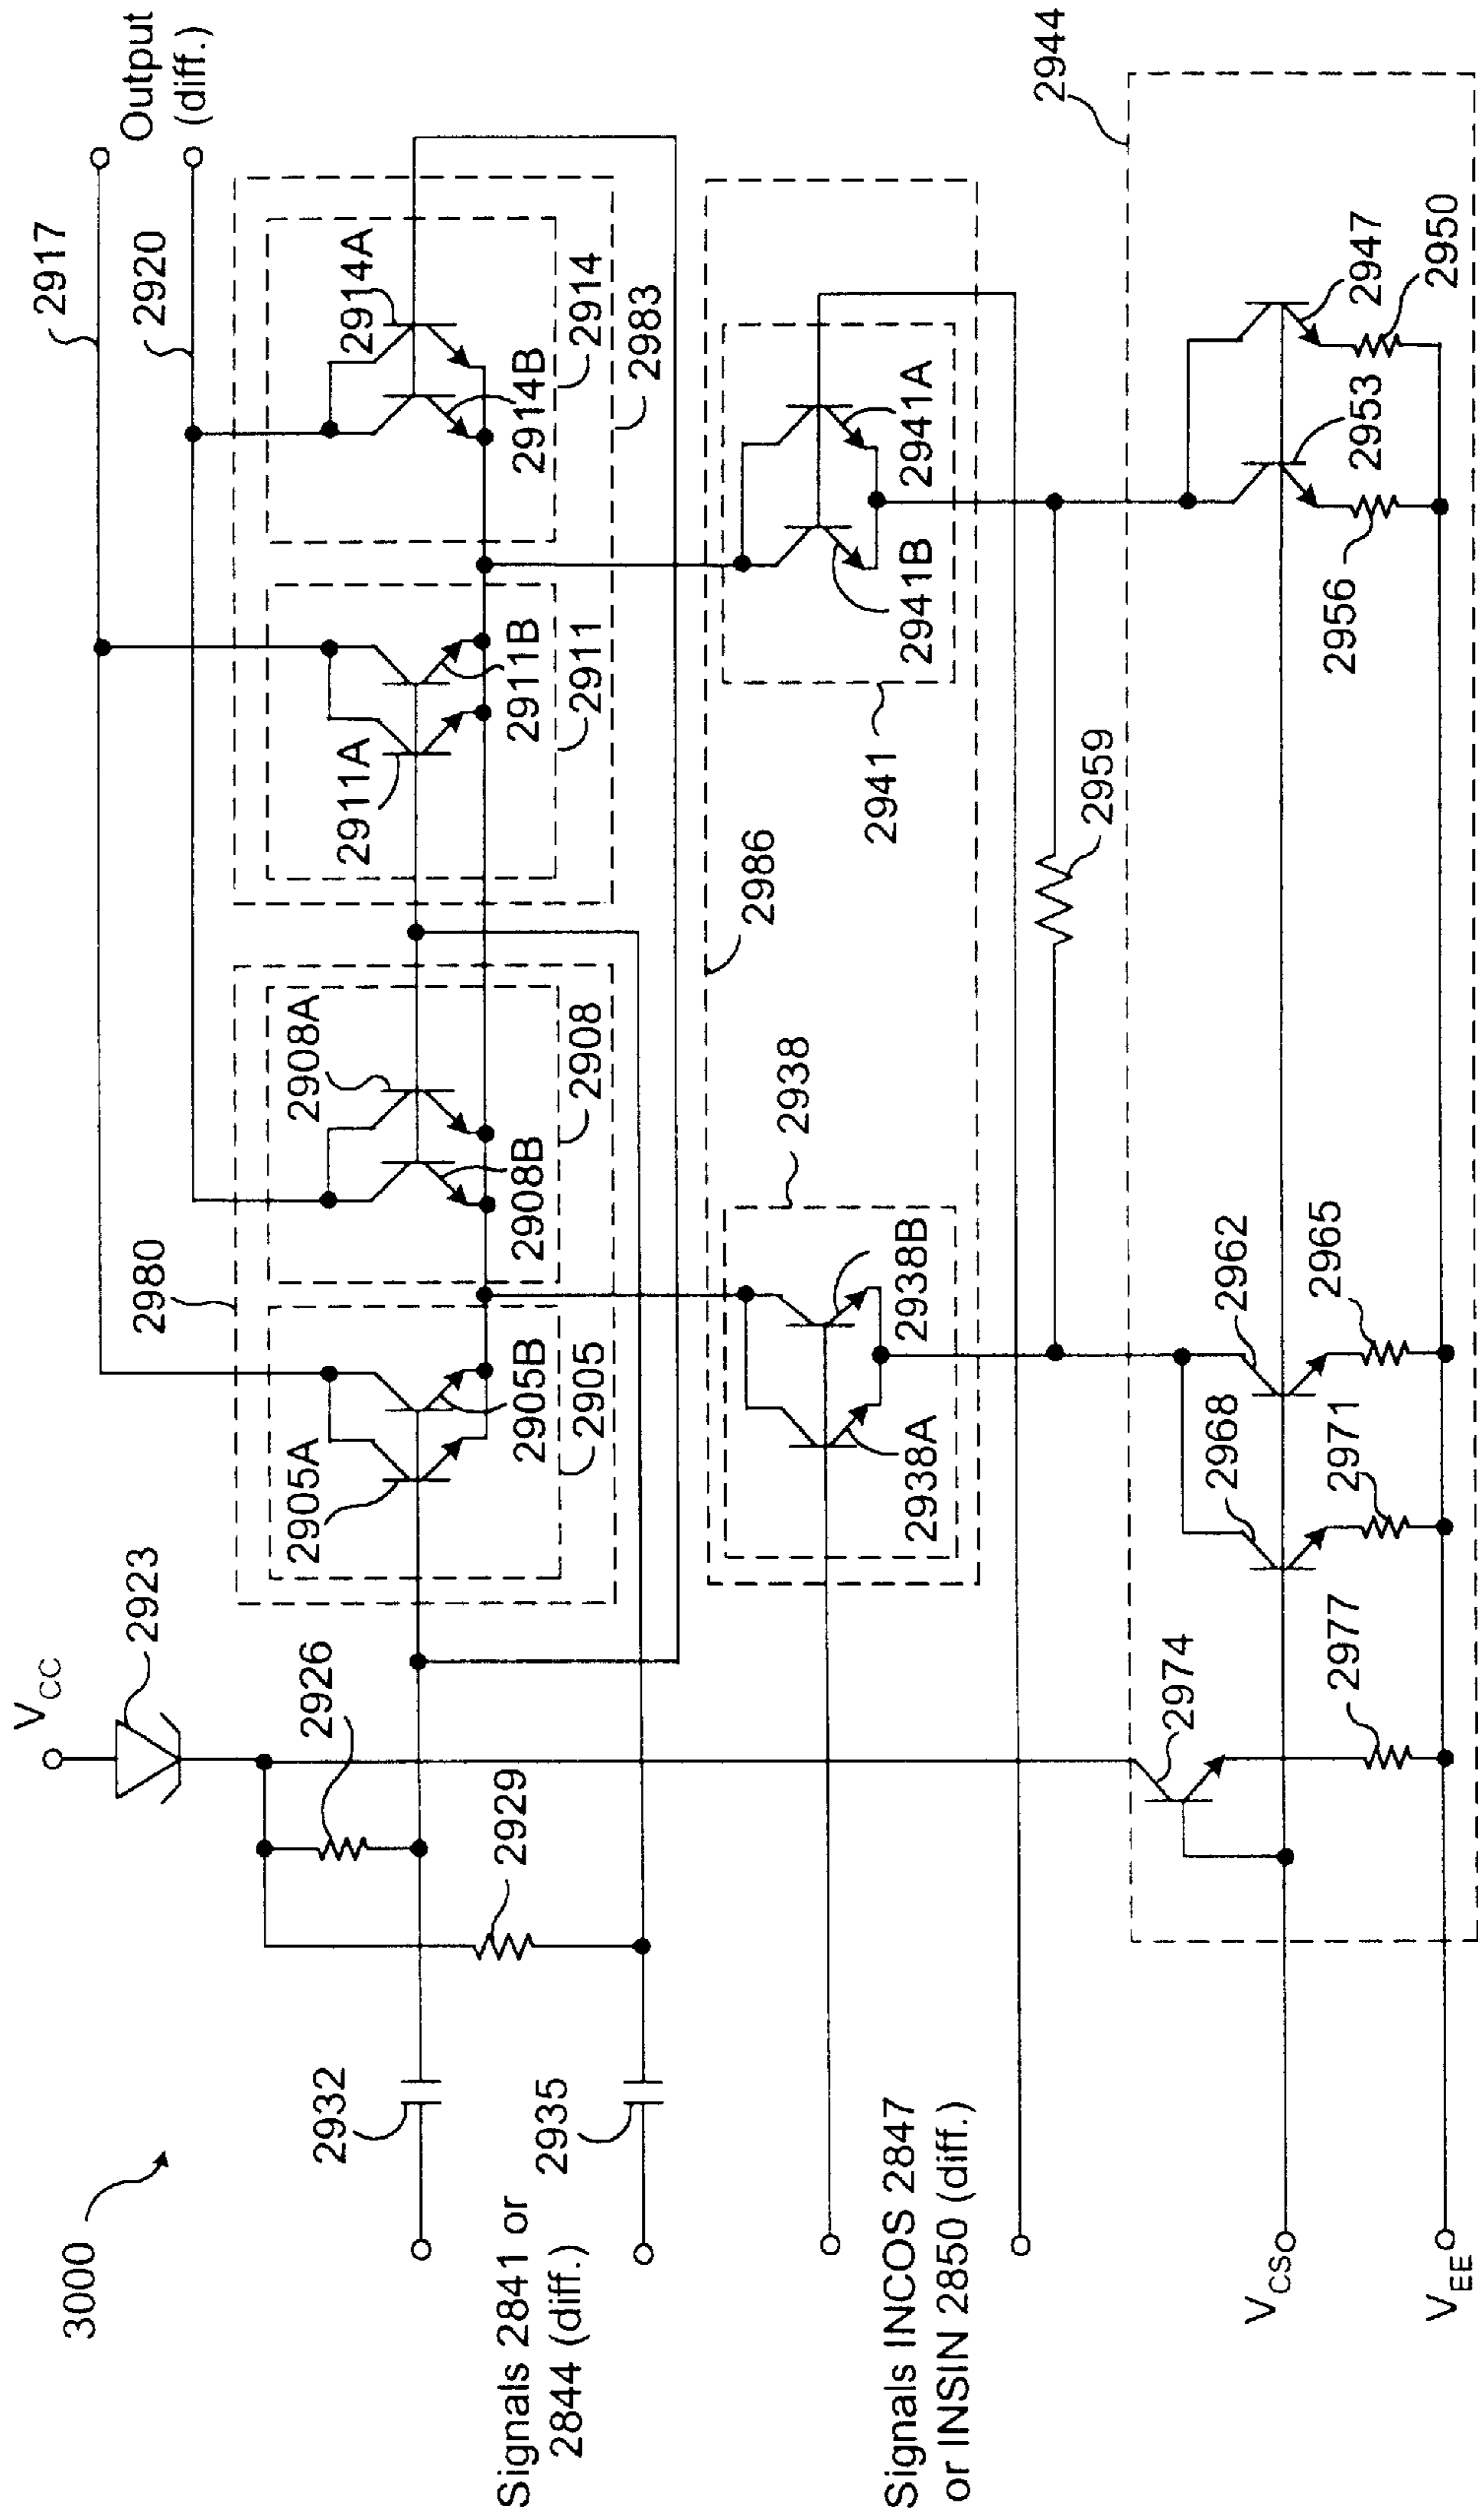 3000
V_CC
2923
2926
2929
2932
2935
Signals 2841 or
2844 (diff.)
Signals INCOS 2847
or INSIN 2850 (diff.)
V_CS
V_EE
2917
2920
Output
(diff.)
2980
2905A
2905B
2905
2908A
2908B
2908
2911A
2911B
2911
2914A
2914B
2914
2983
2986
2938
2938A
2938B
2941
2941A
2941B
2959
2944
2974
2977
2968
2971
2962
2965
2956
2953
2947
2950